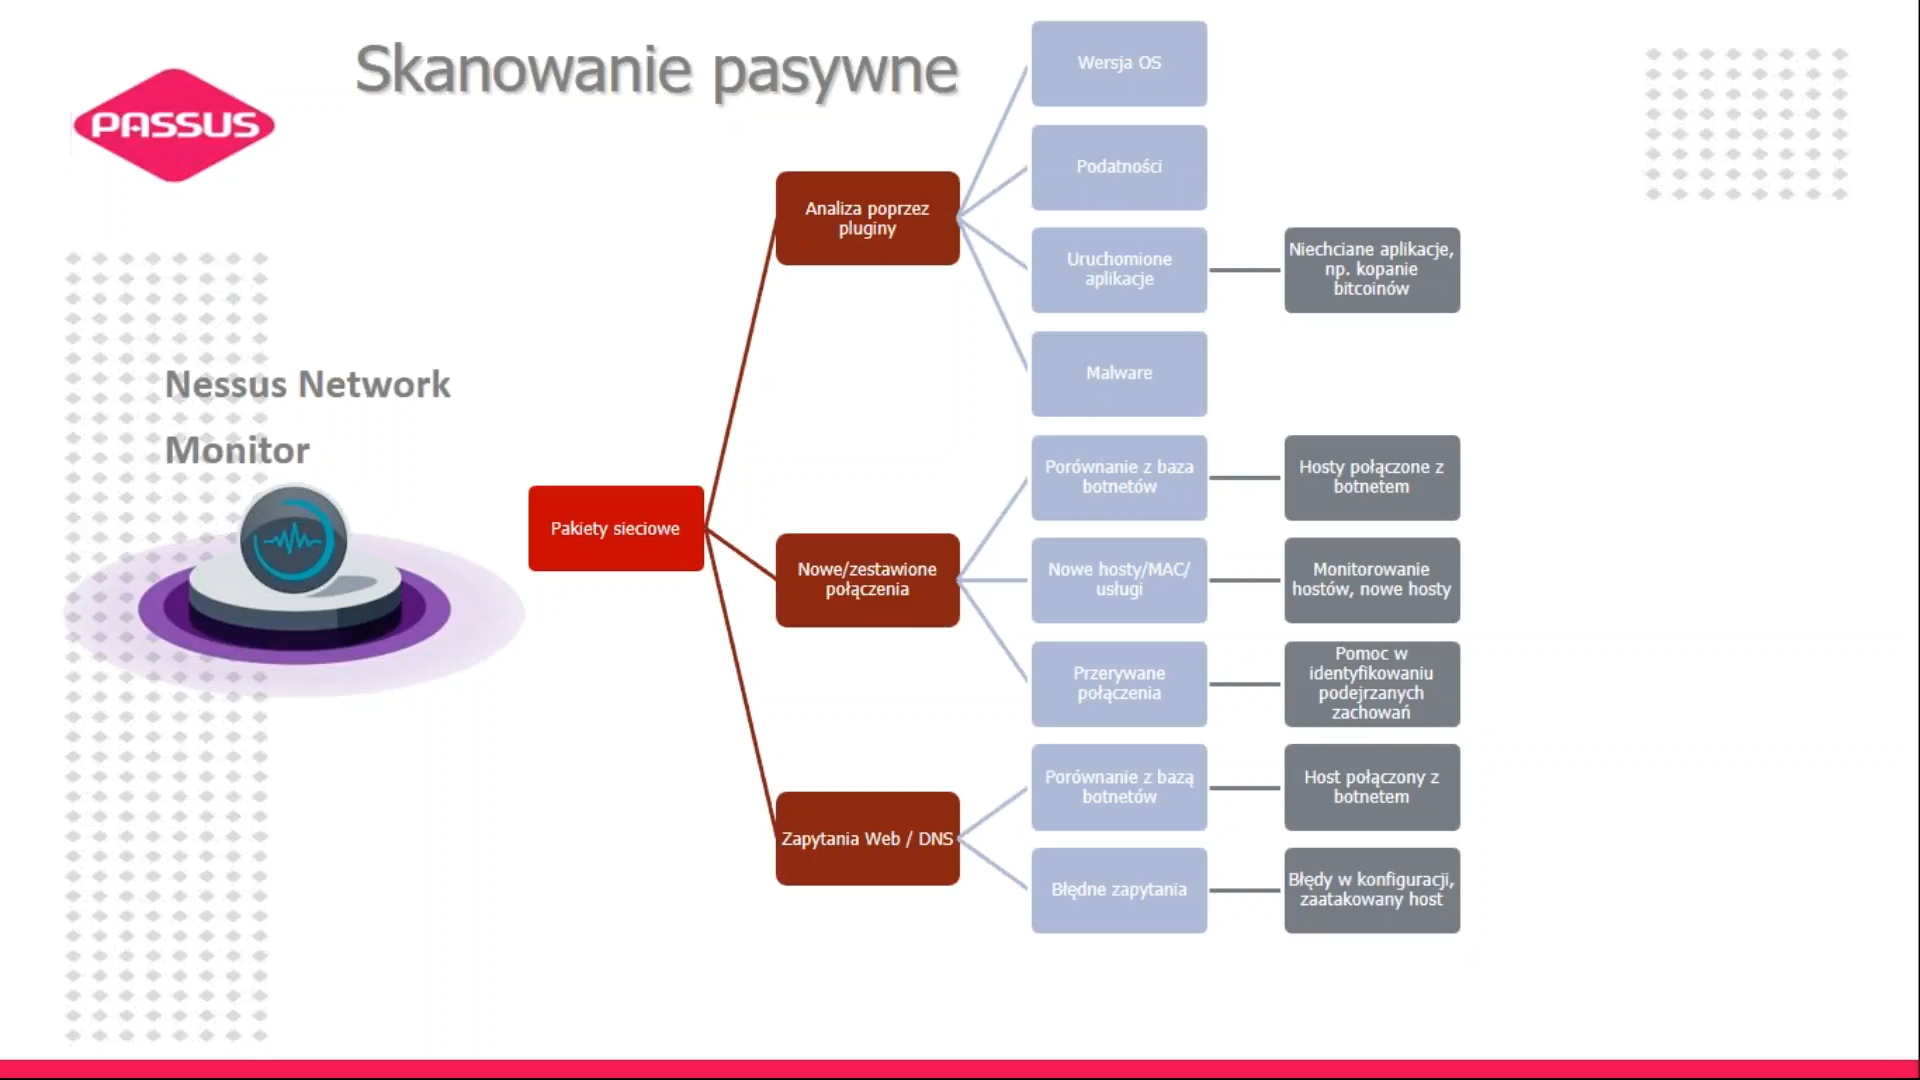 Skanowanie pasywne
PASSUS
Nessus Network
Monitor
Pakiety sieciowe
Analiza poprzez
pluginy
Wersja OS
Podatności
Uruchomione
aplikacje
Niechciane aplikacje,
np. kopanie
bitcoinów
Malware
Nowe/zestawione
połączenia
Porównanie z baza
botnetów
Hosty połączone z
botnetem
Nowe hosty/MAC/
usługi
Monitorowanie
hostów, nowe hosty
Przerywane
połączenia
Pomoc w
identyfikowaniu
podejrzanych
zachowań
Zapytania Web / DNS
Porównanie z bazą
botnetów
Host połączony z
botnetem
Błędne zapytania
Błędy w konfiguracji,
zaatakowany host